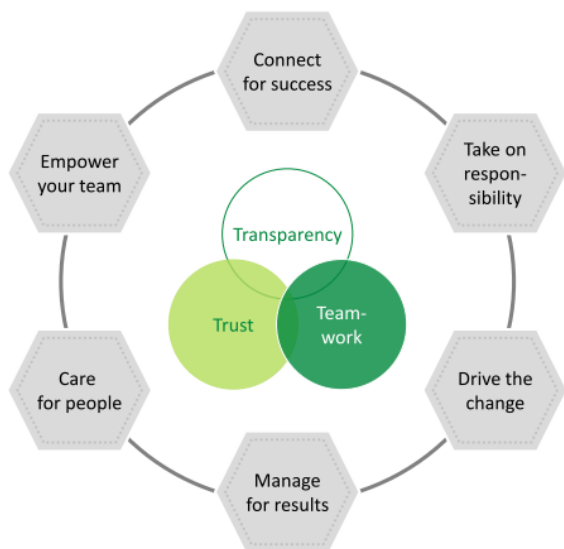 Connect
for success
Empower
your team
Take on
respon-
sibility
Transparency
Trust
Team-
work
Care
for people
Drive the
change
Manage
for results